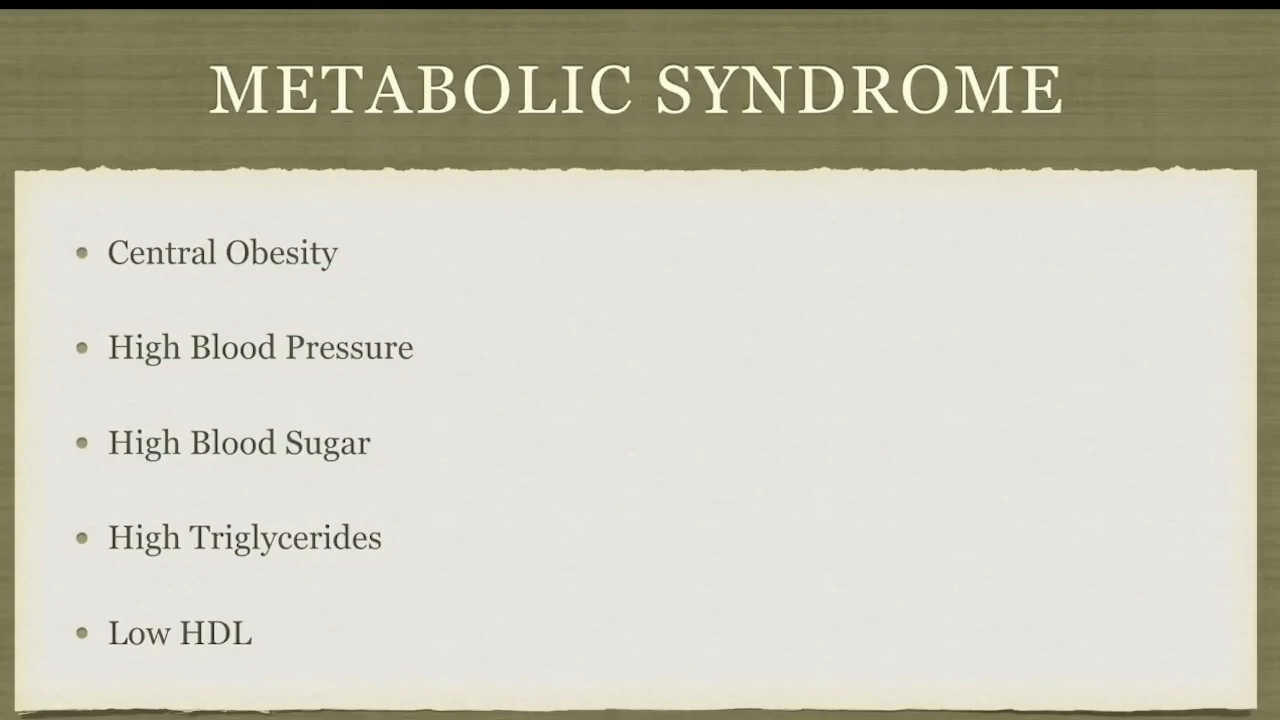 METABOLIC SYNDROME
• Central Obesity
• High Blood Pressure
• High Blood Sugar
• High Triglycerides
• Low HDL